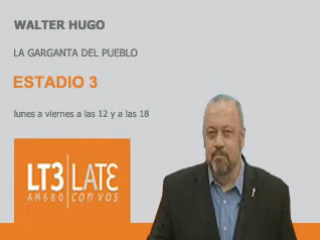 WALTER HUGO
LA GARGANTA DEL PUEBLO
ESTADIO 3
lunes a viernes a las 12 y a las 18
LT3 LATE
AM680 CON VOS